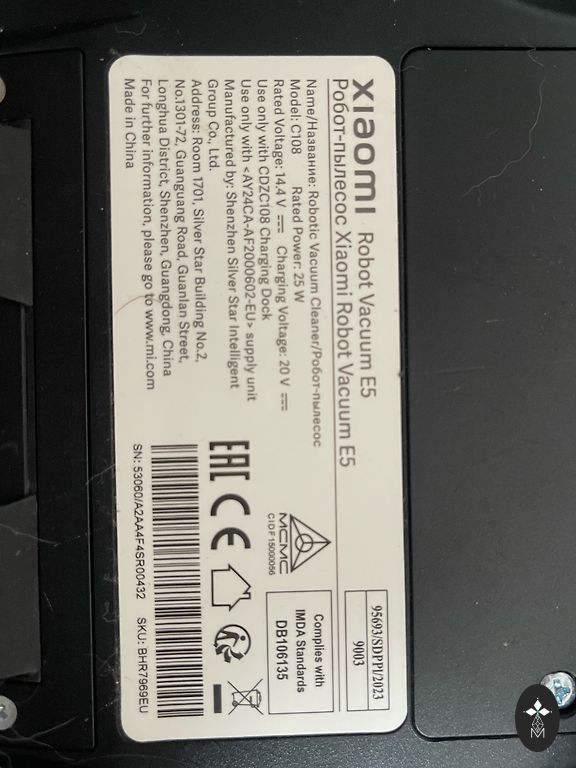 xiaomi Robot Vacuum E5
Робот-пылесос Xiaomi Robot Vacuum E5
Name/Название: Robotic Vacuum Cleaner/Робот-пылесос
Model: C108 Rated Power: 25 W
Rated Voltage: 14.4 V ⎓ Charging Voltage: 20 V ⎓
Use only with CDZC108 Charging Dock
Use only with <AY24CA-AF2000602-EU> supply unit
Manufactured by: Shenzhen Silver Star Intelligent
Group Co., Ltd.
Address: Room 1701, Silver Star Building No.2,
No.1301-72, Guanguang Road, Guanlan Street,
Longhua District, Shenzhen, Guangdong, China
For further information, please go to www.mi.com
Made in China
95693/SDPPI/2023
9003
MCMC
CIDF15000056
Complies with
IMDA Standards
DB106135
EAC CE
SN: 53060/A2AA4F4SR00432 SKU: BHR7969EU
M